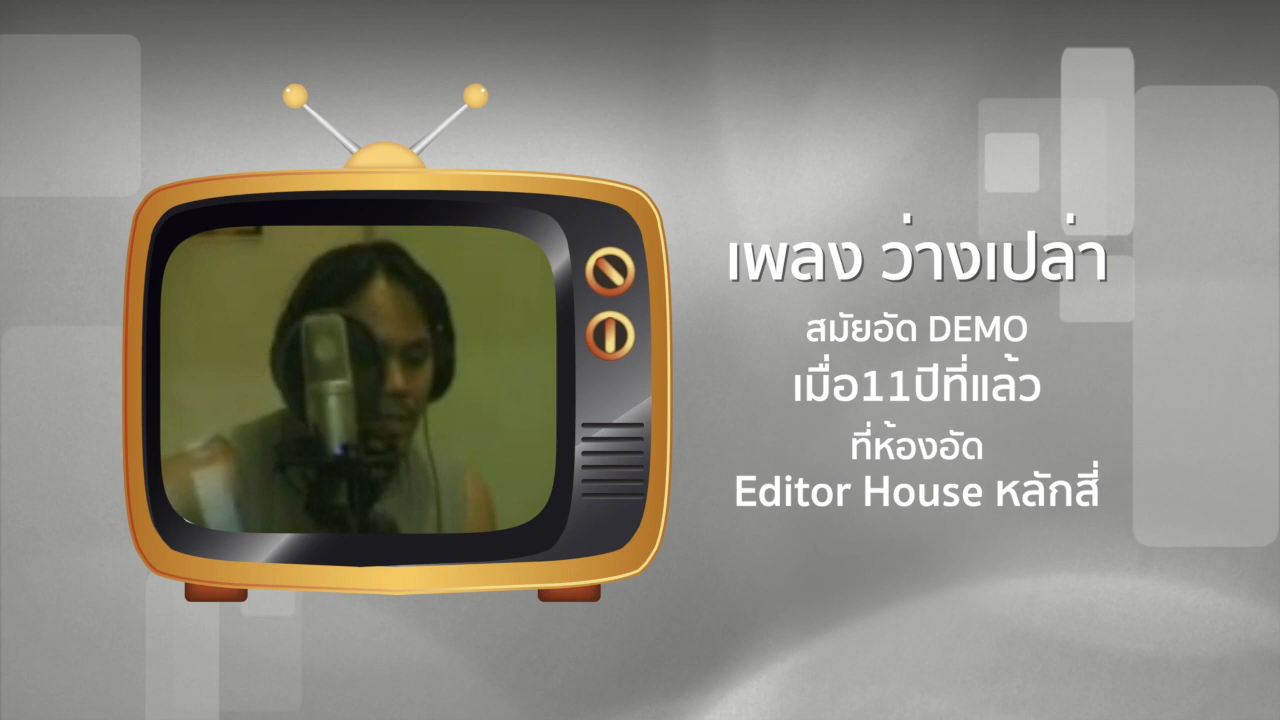 เพลง ว่างเปล่า
สมัยอัด DEMO
เมื่อ11ปีที่แล้ว
ที่ห้องอัด
Editor House หลักสี่